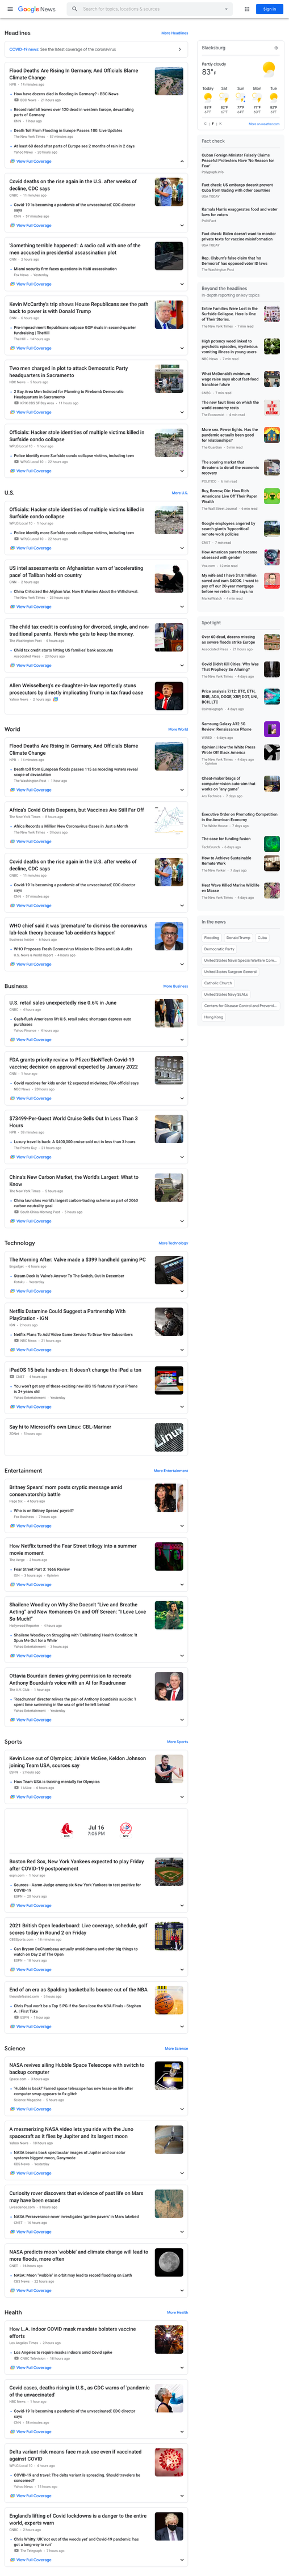 Google News
Search for topics, locations & sources
Sign in
Headlines
More Headlines
COVID-19 news: See the latest coverage of the coronavirus
Flood Deaths Are Rising In Germany, And Officials Blame
Climate Change
NPR · 14 minutes ago
How have dozens died in flooding in Germany? - BBC News
BBC News · 21 hours ago
Record rainfall leaves over 120 dead in western Europe, devastating
parts of Germany
CNN · 7 days ago
Death Toll From Flooding in Europe Passes 100: Live Updates
The New York Times · 37 minutes ago
At least 60 dead after parts of Europe see 2 months of rain in 2 days
Yahoo News · 20 hours ago
View Full Coverage
Covid deaths on the rise again in the U.S. after weeks of
decline, CDC says
CNBC · 11 minutes ago
Covid-19 'is becoming a pandemic of the unvaccinated,' CDC director
says
CNN · 51 minutes ago
View Full Coverage
'Something terrible happened': A radio call with one of the
men accused in presidential assassination plot
CNN · 3 hours ago
Miami security firm faces questions in Haiti assassination
Fox News · Yesterday
View Full Coverage
Kevin McCarthy's trip shows House Republicans see the path
back to power is with Donald Trump
CNN · 3 hours ago
Pro-impeachment Republicans outpace GOP rivals in second-quarter
fundraising | TheHill
The Hill · 19 hours ago
View Full Coverage
Two men charged in plot to attack Democratic Party
headquarters in Sacramento
NBC News · 3 hours ago
2 Bay Area Men Indicted for Planning to Firebomb Democratic
Headquarters in Sacramento
KPIX CBS SF Bay Area · 11 hours ago
View Full Coverage
Officials: Hacker stole identities of multiple victims killed in
Surfside condo collapse
WPLG Local 10 · 1 hour ago
Police identify more Surfside condo collapse victims, including teen
WPLG Local 10 · 22 hours ago
View Full Coverage
U.S.
More U.S.
Officials: Hacker stole identities of multiple victims killed in
Surfside condo collapse
WPLG Local 10 · 1 hour ago
Police identify more Surfside condo collapse victims, including teen
WPLG Local 10 · 22 hours ago
View Full Coverage
US intel assessments on Afghanistan warn of 'accelerating
pace' of Taliban hold on country
CNN · 2 hours ago
China Criticized the Afghan War. Now It Worries About the Withdrawal.
The New York Times · 23 hours ago
View Full Coverage
The child tax credit is confusing for divorced, single, and non-
traditional parents. Here's who gets to keep the money.
The Washington Post · 6 hours ago
Child tax credit starts hitting US families' bank accounts
Associated Press · 23 hours ago
View Full Coverage
Allen Weisselberg's ex-daughter-in-law reportedly stuns
prosecutors by directly implicating Trump in tax fraud case
Yahoo News · 3 hours ago
World
More World
Flood Deaths Are Rising In Germany, And Officials Blame
Climate Change
NPR · 14 minutes ago
Death toll from European floods passes 115 as receding waters reveal
scope of devastation
The Washington Post · 1 hour ago
View Full Coverage
Africa's Covid Crisis Deepens, but Vaccines Are Still Far Off
The New York Times · 9 hours ago
Africa Records a Million New Coronavirus Cases in Just a Month
The New York Times · 3 hours ago
View Full Coverage
Covid deaths on the rise again in the U.S. after weeks of
decline, CDC says
CNBC · 11 minutes ago
Covid-19 'is becoming a pandemic of the unvaccinated,' CDC director
says
CNN · 51 minutes ago
View Full Coverage
WHO chief said it was 'premature' to dismiss the coronavirus
lab-leak theory because 'lab accidents happen'
Business Insider · 6 hours ago
WHO Proposes Fresh Coronavirus Mission to China and Lab Audits
U.S. News & World Report · 6 hours ago
View Full Coverage
Business
More Business
U.S. retail sales unexpectedly rise 0.6% in June
CNBC · 4 hours ago
Cash-flush Americans lift U.S. retail sales; shortages depress auto
purchases
Yahoo Finance · 4 hours ago
View Full Coverage
FDA grants priority review to Pfizer/BioNTech Covid-19
vaccine; decision on approval expected by January 2022
CNN · 1 hour ago
Covid vaccines for kids under 12 expected midwinter, FDA official says
NBC News · 20 hours ago
View Full Coverage
$73499-Per-Guest World Cruise Sells Out In Less Than 3
Hours
NPR · 38 minutes ago
Luxury travel is back: A $400,000 cruise sold out in less than 3 hours
The Points Guy · 21 hours ago
View Full Coverage
China's New Carbon Market, the World's Largest: What to
Know
The New York Times · 5 hours ago
China launches world's largest carbon-trading scheme as part of 2060
carbon-neutrality goal
South China Morning Post · 9 hours ago
View Full Coverage
Technology
More Technology
The Morning After: Valve made a $399 handheld gaming PC
Engadget · 6 hours ago
Steam Deck Is Valve's Answer To The Switch, Out In December
Kotaku · Yesterday
View Full Coverage
Netflix Datamine Could Suggest a Partnership With
PlayStation - IGN
IGN · 3 hours ago
Netflix Plans To Add Video Game Service To Draw New Subscribers
NBC News · 21 hours ago
View Full Coverage
iPadOS 15 beta hands-on: It doesn't change the iPad a ton
CNET · 6 hours ago
You won't get any of these exciting new iOS 15 features if your iPhone
is 3+ years old
Yahoo Entertainment · Yesterday
View Full Coverage
Say hi to Microsoft's own Linux: CBL-Mariner
ZDNet · 5 hours ago
Entertainment
More Entertainment
Britney Spears' mom posts cryptic message amid
conservatorship battle
Page Six · 6 hours ago
Who is on Britney Spears' payroll?
Fox Business · 7 hours ago
View Full Coverage
How Netflix turned the Fear Street trilogy into a summer
movie moment
The Verge · 2 hours ago
Fear Street Part 3: 1666 Review
IGN · 3 hours ago · Opinion
View Full Coverage
Shailene Woodley on Why She Doesn't "Live and Breathe
Acting" and New Romances On and Off Screen: "I Love Love
So Much!"
Hollywood Reporter · 3 hours ago
Shailene Woodley on Struggling with 'Debilitating' Health Condition: 'It
Spun Me Out for a While'
Yahoo Entertainment · 3 hours ago
View Full Coverage
Ottavia Bourdain denies giving permission to recreate
Anthony Bourdain's voice with an AI for Roadrunner
The A.V. Club · 1 hour ago
'Roadrunner' director relives the pain of Anthony Bourdain's suicide: 'I
spent time swimming in the sea of grief he left behind'
Yahoo Entertainment · Yesterday
View Full Coverage
Sports
More Sports
Kevin Love out of Olympics; JaVale McGee, Keldon Johnson
joining Team USA, sources say
ESPN · 2 hours ago
How Team USA is training mentally for Olympics
11Alive · 5 hours ago
View Full Coverage
Jul 16
7:05 PM
BOS
NYY
Boston Red Sox, New York Yankees expected to play Friday
after COVID-19 postponement
espn.com · 1 hour ago
Sources - Aaron Judge among six New York Yankees to test positive for
COVID-19
ESPN · 20 hours ago
View Full Coverage
2021 British Open leaderboard: Live coverage, schedule, golf
scores today in Round 2 on Friday
CBSSports.com · 18 minutes ago
Can Bryson DeChambeau actually avoid drama and other big things to
watch on Day 2 of The Open
ESPN · 14 hours ago
View Full Coverage
End of an era as Spalding basketballs bounce out of the NBA
theundefeated.com · 5 hours ago
Chris Paul won't be a Top 5 PG if the Suns lose the NBA Finals - Stephen
A. | First Take
ESPN · 1 hour ago
View Full Coverage
Science
More Science
NASA revives ailing Hubble Space Telescope with switch to
backup computer
Space.com · 3 hours ago
'Hubble is back!' Famed space telescope has new lease on life after
computer swap appears to fix glitch
Science Magazine · 3 hours ago
View Full Coverage
A mesmerizing NASA video lets you ride with the Juno
spacecraft as it flies by Jupiter and its largest moon
Yahoo News · 19 hours ago
NASA beams back spectacular images of Jupiter and our solar
system's biggest moon, Ganymede
CBS News · Yesterday
View Full Coverage
Curiosity rover discovers that evidence of past life on Mars
may have been erased
Livescience.com · 3 hours ago
NASA Perseverance rover investigates 'garden pavers' in Mars lakebed
CNET · 14 hours ago
View Full Coverage
NASA predicts moon 'wobble' and climate change will lead to
more floods, more often
CNET · 14 hours ago
NASA: Moon "wobble" in orbit may lead to record flooding on Earth
CBS News · 22 hours ago
View Full Coverage
Health
More Health
How L.A. indoor COVID mask mandate bolsters vaccine
efforts
Los Angeles Times · 2 hours ago
Los Angeles to require masks indoors amid Covid spike
CNBC Television · 18 hours ago
View Full Coverage
Covid cases, deaths rising in U.S., as CDC warns of 'pandemic
of the unvaccinated'
NBC News · 1 hour ago
Covid-19 'is becoming a pandemic of the unvaccinated,' CDC director
says
CNN · 39 minutes ago
View Full Coverage
Delta variant risk means face mask use even if vaccinated
against COVID
WPLG Local 10 · 6 hours ago
COVID-19 and travel: The delta variant is spreading. Should travelers be
concerned?
Yahoo News · 19 hours ago
View Full Coverage
England's lifting of Covid lockdowns is a danger to the entire
world, experts warn
CNBC · 3 hours ago
Chris Whitty: UK 'not out of the woods yet' and Covid-19 pandemic 'has
got a long way to run'
The Telegraph · 7 hours ago
View Full Coverage
Blacksburg
Partly cloudy
83°F
Today
Sat
Sun
Mon
Tue
C | F | K
More on weather.com
Fact check
Cuban Foreign Minister Falsely Claims
Peaceful Protesters Have 'No Reason for
Fear'
Polygraph.info
Fact check: US embargo doesn't prevent
Cuba from trading with other countries
USA TODAY
Kamala Harris exaggerates food and water
laws for voters
PolitiFact
Fact check: Biden doesn't want to monitor
private texts for vaccine misinformation
USA TODAY
Rep. Clyburn's false claim that 'no
Democrat' has opposed voter ID laws
The Washington Post
Beyond the headlines
In-depth reporting on key topics
Entire Families Were Lost in the
Surfside Collapse. Here Is One
of Their Stories.
The New York Times · 7 min read
High potency weed linked to
psychotic episodes, mysterious
vomiting illness in young users
NBC News · 7 min read
What McDonald's minimum
wage raise says about fast food
franchise future
CNBC · 7 min read
The new fault lines on which the
world economy rests
The Economist · 4 min read
More sex. Fewer fights. Has the
pandemic actually been good
for relationships?
The Guardian · 5 min read
The soaring market that
threatens to derail the economic
recovery
POLITICO · 6 min read
Buy, Borrow, Die: How Rich
Americans Live Off Their Paper
Wealth
The Wall Street Journal · 6 min read
Google employees angered by
search giant's 'hypocritical'
remote work policies
CNET · 7 min read
How American parents became
obsessed with gender
Vox.com · 12 min read
My wife and I have $1.8 million
saved and earn $400K. I want to
pay off our 30-year mortgage
before we retire. She says no
MarketWatch · 4 min read
Spotlight
Over 60 dead, dozens missing
as severe floods strike Europe
Associated Press · 21 hours ago
Covid Didn't Kill Cities. Why Was
That Prophecy So Alluring?
The New York Times · 4 days ago
Price analysis 7/12: BTC, ETH,
BNB, ADA, DOGE, XRP, DOT, UNI,
BCH, LTC
Cointelegraph · 4 days ago
Samsung Galaxy A32 5G
Review: Renaissance Phone
WIRED · 6 days ago
Opinion | How the White Press
Wrote Off Black America
The New York Times · 6 days ago
· Opinion
Cheat-maker brags of
computer-vision auto-aim that
works on "any game"
Ars Technica · 7 days ago
Executive Order on Promoting Competition
in the American Economy
The White House · 7 days ago
The case for funding fusion
TechCrunch · 6 days ago
How to Achieve Sustainable
Remote Work
The New Yorker · 7 days ago
Heat Wave Killed Marine Wildlife
en Masse
The New York Times · 6 days ago
In the news
Flooding
Donald Trump
Cuba
Democratic Party
United States Naval Special Warfare Com...
United States Surgeon General
Catholic Church
United States Navy SEALs
Centers for Disease Control and Preventi...
Hong Kong